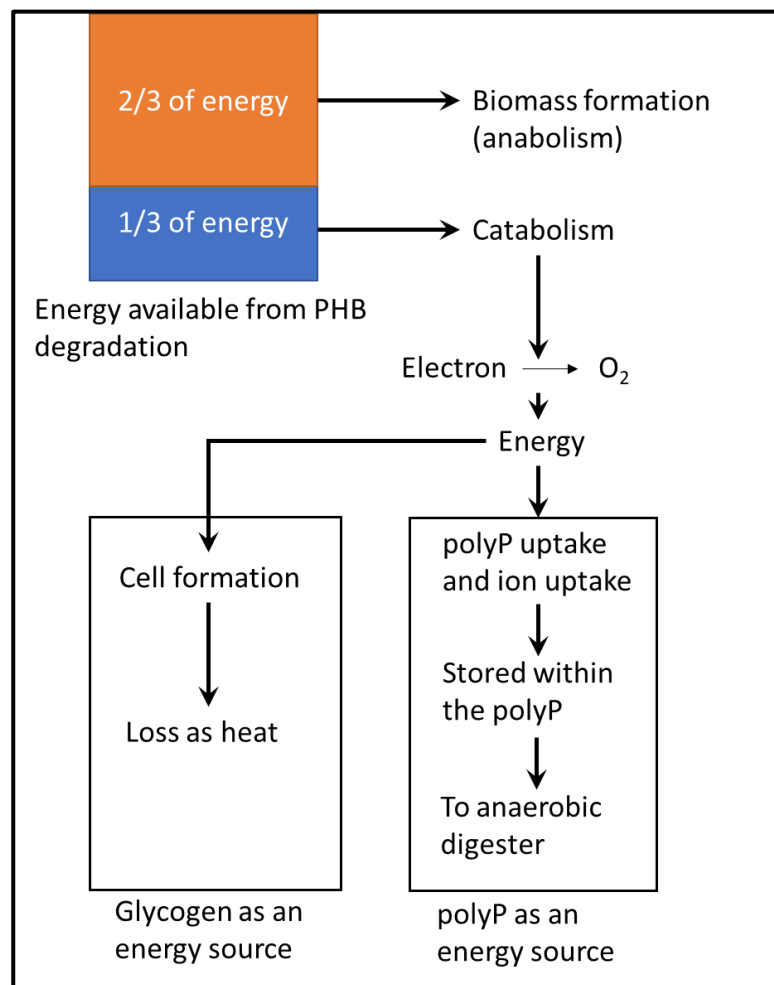 2/3 of energy
Biomass formation
(anabolism)
1/3 of energy
Catabolism
Energy available from PHB
degradation
Electron
O₂
Energy
Cell formation
Loss as heat
polyP uptake
and ion uptake
Stored within
the polyP
To anaerobic
digester
Glycogen as an
energy source
polyP as an
energy source